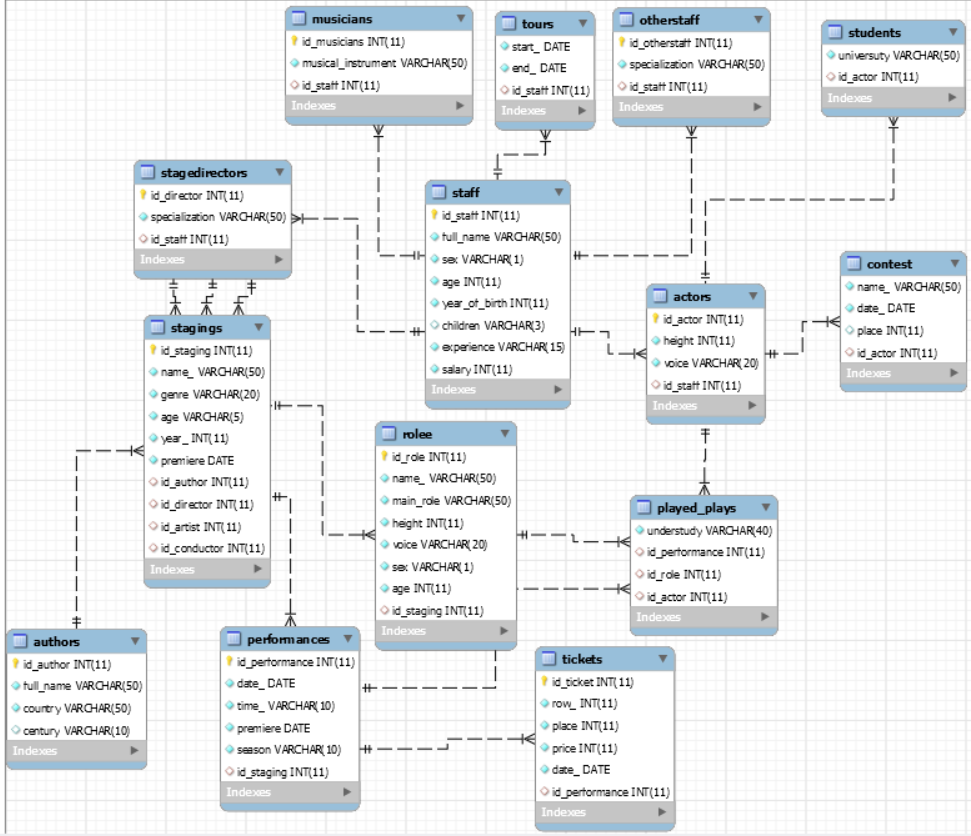 musicians
id_musicians INT(11)
musical_instrument VARCHAR(50)
id_staff INT(11)
Indexes
tours
start_ DATE
end_ DATE
id_staff INT(11)
Indexes
otherstaff
id_otherstaff INT(11)
specialization VARCHAR(50)
id_staff INT(11)
Indexes
students
universuty VARCHAR(50)
id_actor INT(11)
Indexes
stagedirectors
id_director INT(11)
specialization VARCHAR(50)
id_staff INT(11)
Indexes
staff
id_staff INT(11)
full_name VARCHAR(50)
sex VARCHAR(1)
age INT(11)
year_of_birth INT(11)
children VARCHAR(3)
experience VARCHAR(15)
salary INT(11)
Indexes
actors
id_actor INT(11)
height INT(11)
voice VARCHAR(20)
id_staff INT(11)
Indexes
contest
name_ VARCHAR(50)
date_ DATE
place INT(11)
id_actor INT(11)
Indexes
stagings
id_staging INT(11)
name_ VARCHAR(50)
genre VARCHAR(20)
age VARCHAR(5)
year_ INT(11)
premiere DATE
id_author INT(11)
id_director INT(11)
id_artist INT(11)
id_conductor INT(11)
Indexes
rolee
id_role INT(11)
name_ VARCHAR(50)
main_role VARCHAR(50)
height INT(11)
voice VARCHAR(20)
sex VARCHAR(1)
age INT(11)
id_staging INT(11)
Indexes
played_plays
understudy VARCHAR(40)
id_performance INT(11)
id_role INT(11)
id_actor INT(11)
Indexes
authors
id_author INT(11)
full_name VARCHAR(50)
country VARCHAR(50)
century VARCHAR(10)
Indexes
performances
id_performance INT(11)
date_ DATE
time_ VARCHAR(10)
premiere DATE
season VARCHAR(10)
id_staging INT(11)
Indexes
tickets
id_ticket INT(11)
row_ INT(11)
place INT(11)
price INT(11)
date_ DATE
id_performance INT(11)
Indexes